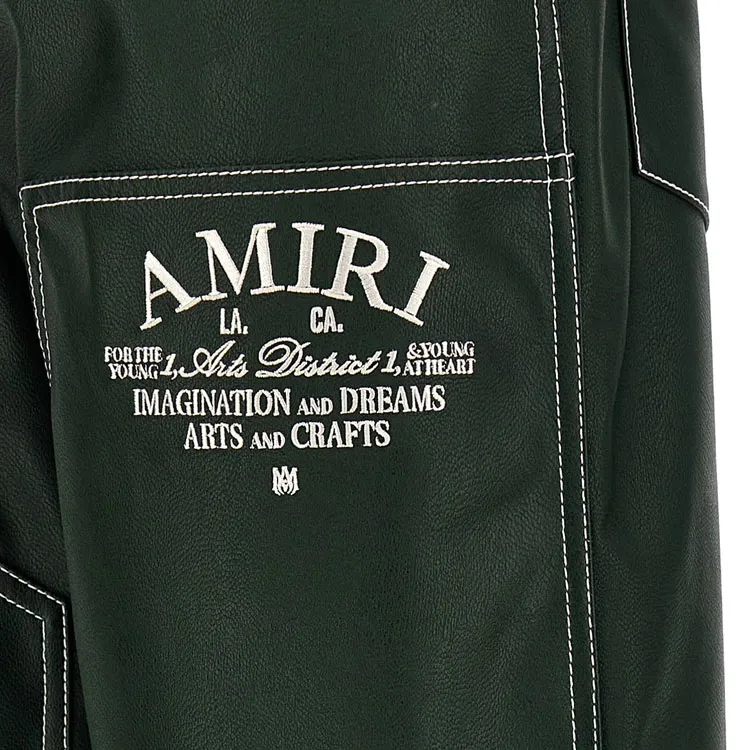 AMIRI
LA. CA.
FOR THE YOUNG 1, Arts District 1, & YOUNG AT HEART
IMAGINATION AND DREAMS
ARTS AND CRAFTS
MA